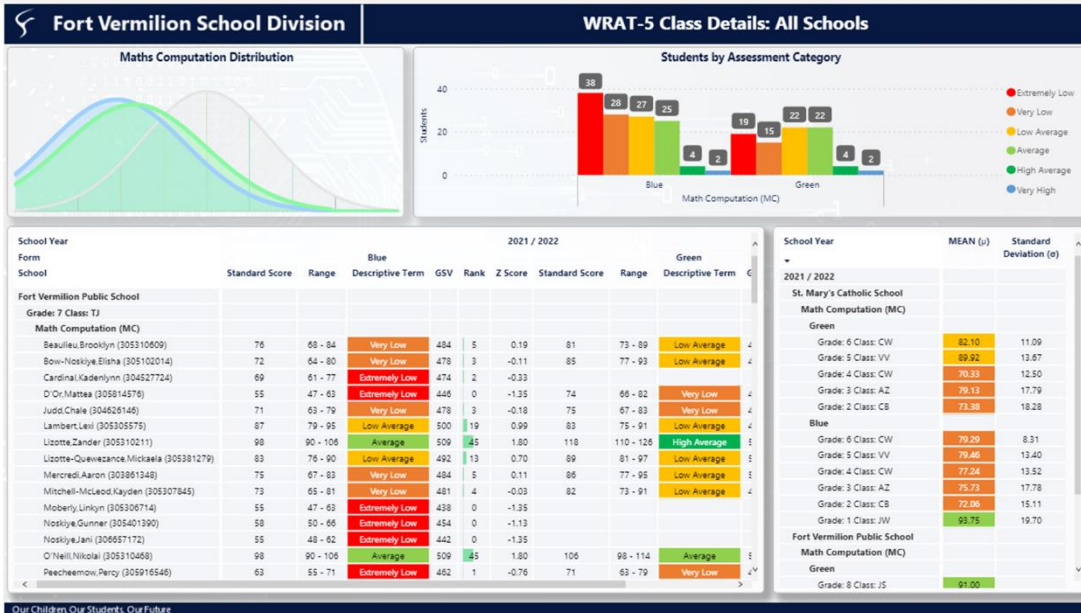 Fort Vermilion School Division
WRAT-5 Class Details: All Schools
Maths Computation Distribution
Students by Assessment Category
Students
40
20
0
38 28 27 25 4 2 19 15 22 22 4 2
Blue Green
Math Computation (MC)
Extremely Low
Very Low
Low Average
Average
High Average
Very High
School Year 2021 / 2022
Form Blue Green
School Standard Score Range Descriptive Term GSV Rank Z Score Standard Score Range Descriptive Term
Fort Vermilion Public School
Grade: 7 Class: TJ
Math Computation (MC)
Beaulieu,Brooklyn (305310609) 76 68 - 84 Very Low 484 5 0.19 81 73 - 89 Low Average
Bow-Noskiye,Elisha (305102014) 72 64 - 80 Very Low 478 3 -0.11 85 77 - 93 Low Average
Cardinal,Kadenlynn (304527724) 69 61 - 77 Extremely Low 474 2 -0.33
D'Or,Mattea (305814576) 55 47 - 63 Extremely Low 446 0 -1.35 74 66 - 82 Very Low
Judd,Chale (304626146) 71 63 - 79 Very Low 478 3 -0.18 75 67 - 83 Very Low
Lambert,Lexi (305305575) 87 79 - 95 Low Average 500 19 0.99 83 75 - 91 Low Average
Lizotte,Zander (305310211) 98 90 - 106 Average 509 45 1.80 118 110 - 126 High Average
Lizotte-Quewezance,Mickaela (305381279) 83 76 - 90 Low Average 492 13 0.70 89 81 - 97 Low Average
Mercredi,Aaron (303861348) 75 67 - 83 Very Low 484 5 0.11 86 77 - 95 Low Average
Mitchell-McLeod,Kayden (305307845) 73 65 - 81 Very Low 481 4 -0.03 82 73 - 91 Low Average
Moberly,Linkyn (305306714) 55 47 - 63 Extremely Low 438 0 -1.35
Noskiye,Gunner (305401390) 58 50 - 66 Extremely Low 454 0 -1.13
Noskiye,Jani (306657172) 55 48 - 62 Extremely Low 442 0 -1.35
O'Neill,Nikolai (305310468) 98 90 - 106 Average 509 45 1.80 106 98 - 114 Average
Peecheemow,Percy (305916546) 63 55 - 71 Extremely Low 462 1 -0.76 71 63 - 79 Very Low
School Year MEAN (μ) Standard Deviation (σ)
2021 / 2022
St. Mary's Catholic School
Math Computation (MC)
Green
Grade: 6 Class: CW 82.10 11.09
Grade: 5 Class: VV 89.92 13.67
Grade: 4 Class: CW 70.33 12.50
Grade: 3 Class: AZ 79.13 17.79
Grade: 2 Class: CB 73.38 18.28
Blue
Grade: 6 Class: CW 79.29 8.31
Grade: 5 Class: VV 79.46 13.40
Grade: 4 Class: CW 77.24 13.52
Grade: 3 Class: AZ 75.73 17.78
Grade: 2 Class: CB 72.06 15.11
Grade: 1 Class: JW 93.75 19.70
Fort Vermilion Public School
Math Computation (MC)
Green
Grade: 8 Class: JS 91.00
Our Children, Our Students, Our Future